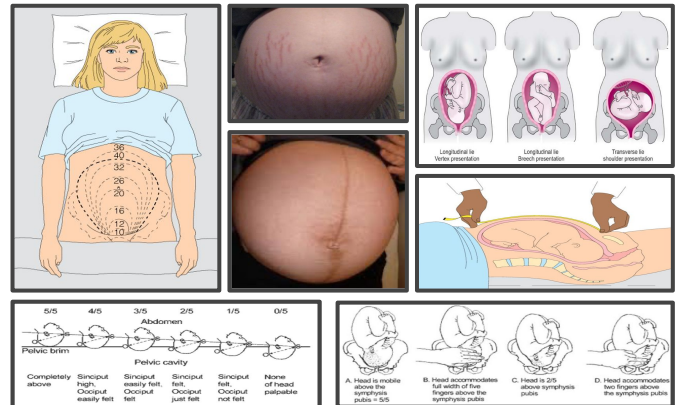 36
40
32
26
20
16
12
10
Longitudinal lie
Vertex presentation
Longitudinal lie
Breech presentation
Transverse lie
shoulder presentation
5/5 4/5 3/5 2/5 1/5 0/5
Abdomen
Pelvic brim
Pelvic cavity
Completely
above
Sinciput
high,
Occiput
easily felt
Sinciput
easily felt,
Occiput
felt
Sinciput
felt,
Occiput
just felt
Sinciput
felt,
Occiput
not felt
None
of head
palpable
A. Head is mobile
above the
symphysis
pubis = 5/5
B. Head accommodates
full width of five
fingers above the
symphysis pubis
C. Head is 2/5
above symphysis
pubis
D. Head accommodates
two fingers above
the symphysis pubis